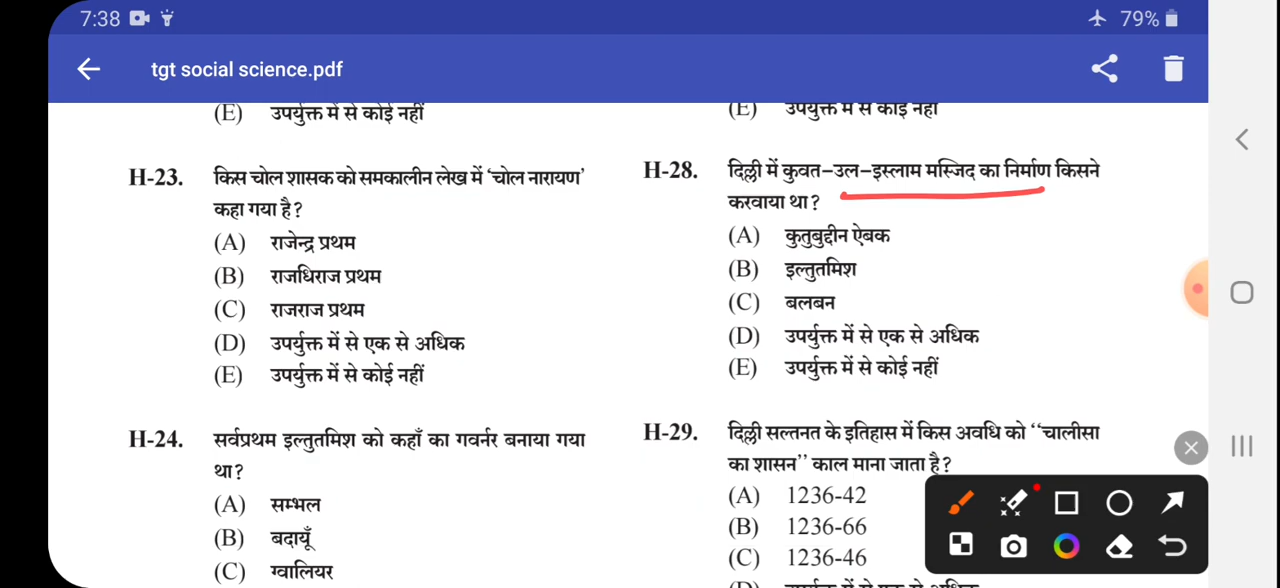 7:38
79%
tgt social science.pdf
(E) उपर्युक्त में से कोई नहीं
H-23. किस चोल शासक को समकालीन लेख में ‘चोल नारायण’
कहा गया है?
(A) राजेन्द्र प्रथम
(B) राजधिराज प्रथम
(C) राजराज प्रथम
(D) उपर्युक्त में से एक से अधिक
(E) उपर्युक्त में से कोई नहीं
H-24. सर्वप्रथम इल्तुतमिश को कहाँ का गवर्नर बनाया गया
था?
(A) सम्भल
(B) बदायूँ
(C) ग्वालियर
(E) उपर्युक्त में से कोई नहीं
H-28. दिल्ली में कुवत-उल-इस्लाम मस्जिद का निर्माण किसने
करवाया था?
(A) कुतुबुद्दीन ऐबक
(B) इल्तुतमिश
(C) बलबन
(D) उपर्युक्त में से एक से अधिक
(E) उपर्युक्त में से कोई नहीं
H-29. दिल्ली सल्तनत के इतिहास में किस अवधि को ‘‘चालीसा
का शासन’’ काल माना जाता है?
(A) 1236-42
(B) 1236-66
(C) 1236-46